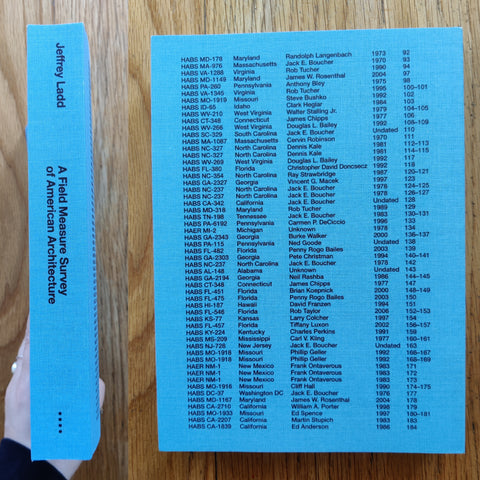 Jeffrey Ladd
A Field Measure Survey
of American Architecture
HABS MD-178 Maryland Randolph Langenbach 1973 92
HABS MA-976 Massachusetts Jack E. Boucher 1970 93
HABS VA-1288 Virginia Rob Tucher 1990 94
HABS MD-1149 Maryland James W. Rosenthal 2004 97
HABS PA-260 Pennsylvania Anthony Bley 1975 98
HABS VA-1345 Virginia Rob Tucher 1995 100–101
HABS MO-1919 Missouri Steve Bushko 1992 102
HABS ID-65 Idaho Clark Heglar 1984 103
HABS WV-210 West Virginia Walter Stalling Jr. 1979 104–105
HABS CT-348 Connecticut James Chipps 1977 106
HABS WV-266 West Virginia Douglas L. Bailey 1992 108–109
HABS SC-329 South Carolina Jack E. Boucher Undated 110
HABS MA-1087 Massachusetts Cervin Robinson 1970 111
HABS NC-327 North Carolina Dennis Kale 1981 112–113
HABS NC-327 North Carolina Dennis Kale 1981 114–115
HABS WV-269 West Virginia Douglas L. Bailey 1992 117
HABS FL-380 Florida Christopher David Doncsecz 1992 118
HABS NC-354 North Carolina Ray Strawbridge 1987 120–121
HABS GA-2327 Georgia Vincent G. Macek 1997 123
HABS NC-237 North Carolina Jack E. Boucher 1976 124–125
HABS NC-237 North Carolina Jack E. Boucher 1978 126–127
HABS CA-342 California Jack E. Boucher Undated 128
HABS MD-318 Maryland Rob Tucher 1989 129
HABS TN-198 Tennessee Jack E. Boucher 1983 130–131
HABS PA-6192 Pennsylvania Carmen P. DeCiccio 1996 133
HAER MI-2 Michigan Unknown 1978 134
HABS GA-2343 Georgia Burke Walker 2000 136–137
HABS PA-115 Pennsylvania Ned Goode Undated 138
HABS FL-482 Florida Penny Rogo Bailes 2003 139
HABS GA-2303 Georgia Pete Christman 1994 140–141
HABS NC-237 North Carolina Jack E. Boucher 1978 142
HABS AL-148 Alabama Unknown Undated 143
HABS GA-2194 Georgia Neil Rashba 1986 144–145
HABS CT-348 Connecticut James Chipps 1977 147
HABS FL-451 Florida Brian Koepnick 2000 148–149
HABS FL-475 Florida Penny Rogo Bailes 2003 150
HABS HI-187 Hawaii David Franzen 1994 151
HABS FL-546 Florida Rob Taylor 2006 152–153
HABS KS-77 Kansas Larry Colcher 1997 154
HABS FL-457 Florida Tiffany Luxon 2002 156–157
HABS KY-224 Kentucky Charles Perkins 1991 159
HABS MS-209 Mississippi Carl V. Kling 1977 160–161
HABS NJ-728 New Jersey Jack E. Boucher Undated 163
HABS MO-1918 Missouri Philip Geller 1992 166–167
HABS MO-1918 Missouri Philip Geller 1992 168–169
HAER NM-1 New Mexico Frank Ontaverous 1983 171
HAER NM-1 New Mexico Frank Ontaverous 1983 172
HAER NM-1 New Mexico Frank Ontaverous 1983 173
HABS MO-1916 Missouri Cliff Hall 1990 174–175
HABS DC-37 Washington DC Jack E. Boucher 1976 177
HABS MD-1167 Maryland James W. Rosenthal 2004 178
HABS CA-2710 California William A. Porter 1998 179
HABS MO-1933 Missouri Ed Spence 1997 180–181
HABS CA-2207 California Martin Stupich 1983 183
HABS CA-1839 California Ed Anderson 1986 184